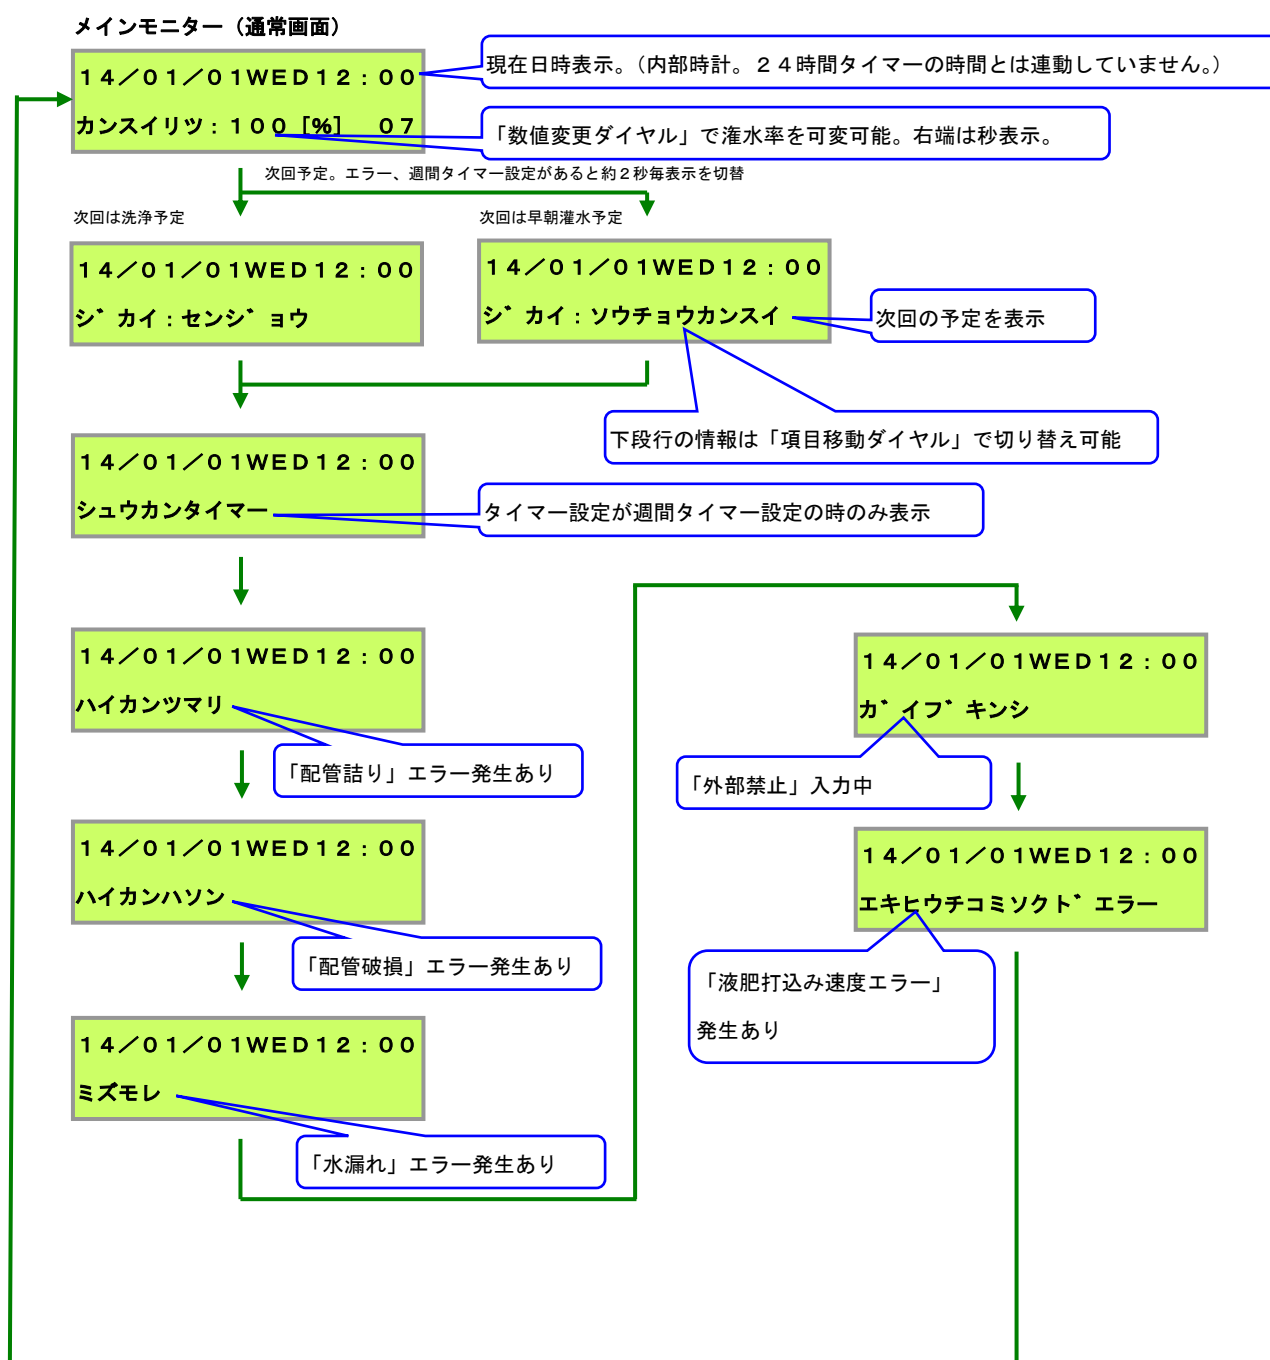 メインモニター（通常画面）
１４／０１／０１ＷＥＤ１２：００
カンスイリツ：１００［％］　０７
現在日時表示。（内部時計。２４時間タイマーの時間とは連動していません。）
「数値変更ダイヤル」で潅水率を可変可能。右端は秒表示。
次回予定。エラー、週間タイマー設定があると約２秒毎表示を切替
次回は洗浄予定
１４／０１／０１ＷＥＤ１２：００
シ゛カイ：センシ゛ョウ
次回は早朝灌水予定
１４／０１／０１ＷＥＤ１２：００
シ゛カイ：ソウチョウカンスイ
次回の予定を表示
下段行の情報は「項目移動ダイヤル」で切り替え可能
１４／０１／０１ＷＥＤ１２：００
シュウカンタイマー
タイマー設定が週間タイマー設定の時のみ表示
１４／０１／０１ＷＥＤ１２：００
ハイカンツマリ
「配管詰り」エラー発生あり
１４／０１／０１ＷＥＤ１２：００
ハイカンハソン
「配管破損」エラー発生あり
１４／０１／０１ＷＥＤ１２：００
ミズモレ
「水漏れ」エラー発生あり
１４／０１／０１ＷＥＤ１２：００
カ゛イフ゛キンシ
「外部禁止」入力中
１４／０１／０１ＷＥＤ１２：００
エキヒウチコミソクト゛エラー
「液肥打込み速度エラー」
発生あり